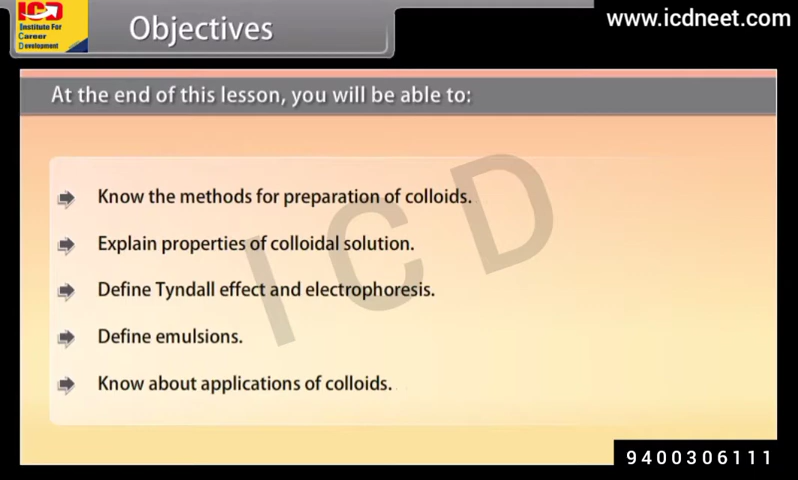 ICD
Institute For
Career
Development
Objectives
www.icdneet.com
At the end of this lesson, you will be able to:
Know the methods for preparation of colloids.
Explain properties of colloidal solution.
Define Tyndall effect and electrophoresis.
Define emulsions.
Know about applications of colloids.
ICD
9400306111